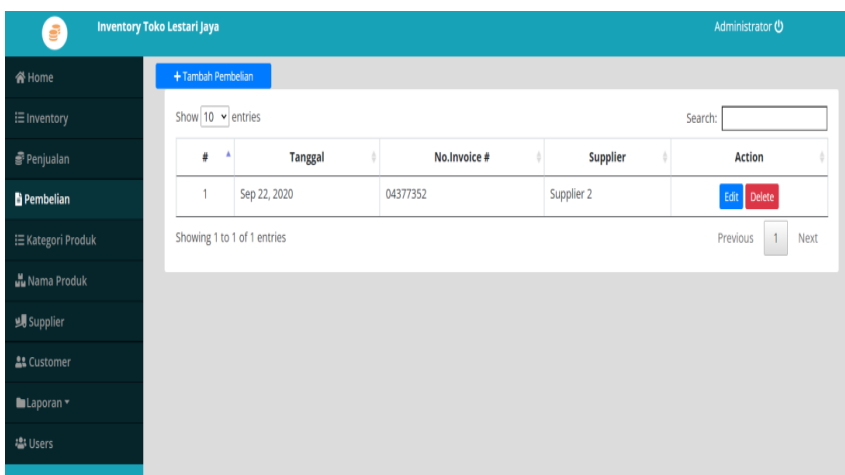 Inventory Toko Lestari Jaya
Administrator
Home
Inventory
Penjualan
Pembelian
Kategori Produk
Nama Produk
Supplier
Customer
Laporan
Users
+ Tambah Pembelian
Show 10 entries
Search:
# Tanggal No.Invoice # Supplier Action
1 Sep 22, 2020 04377352 Supplier 2 Edit Delete
Showing 1 to 1 of 1 entries
Previous 1 Next